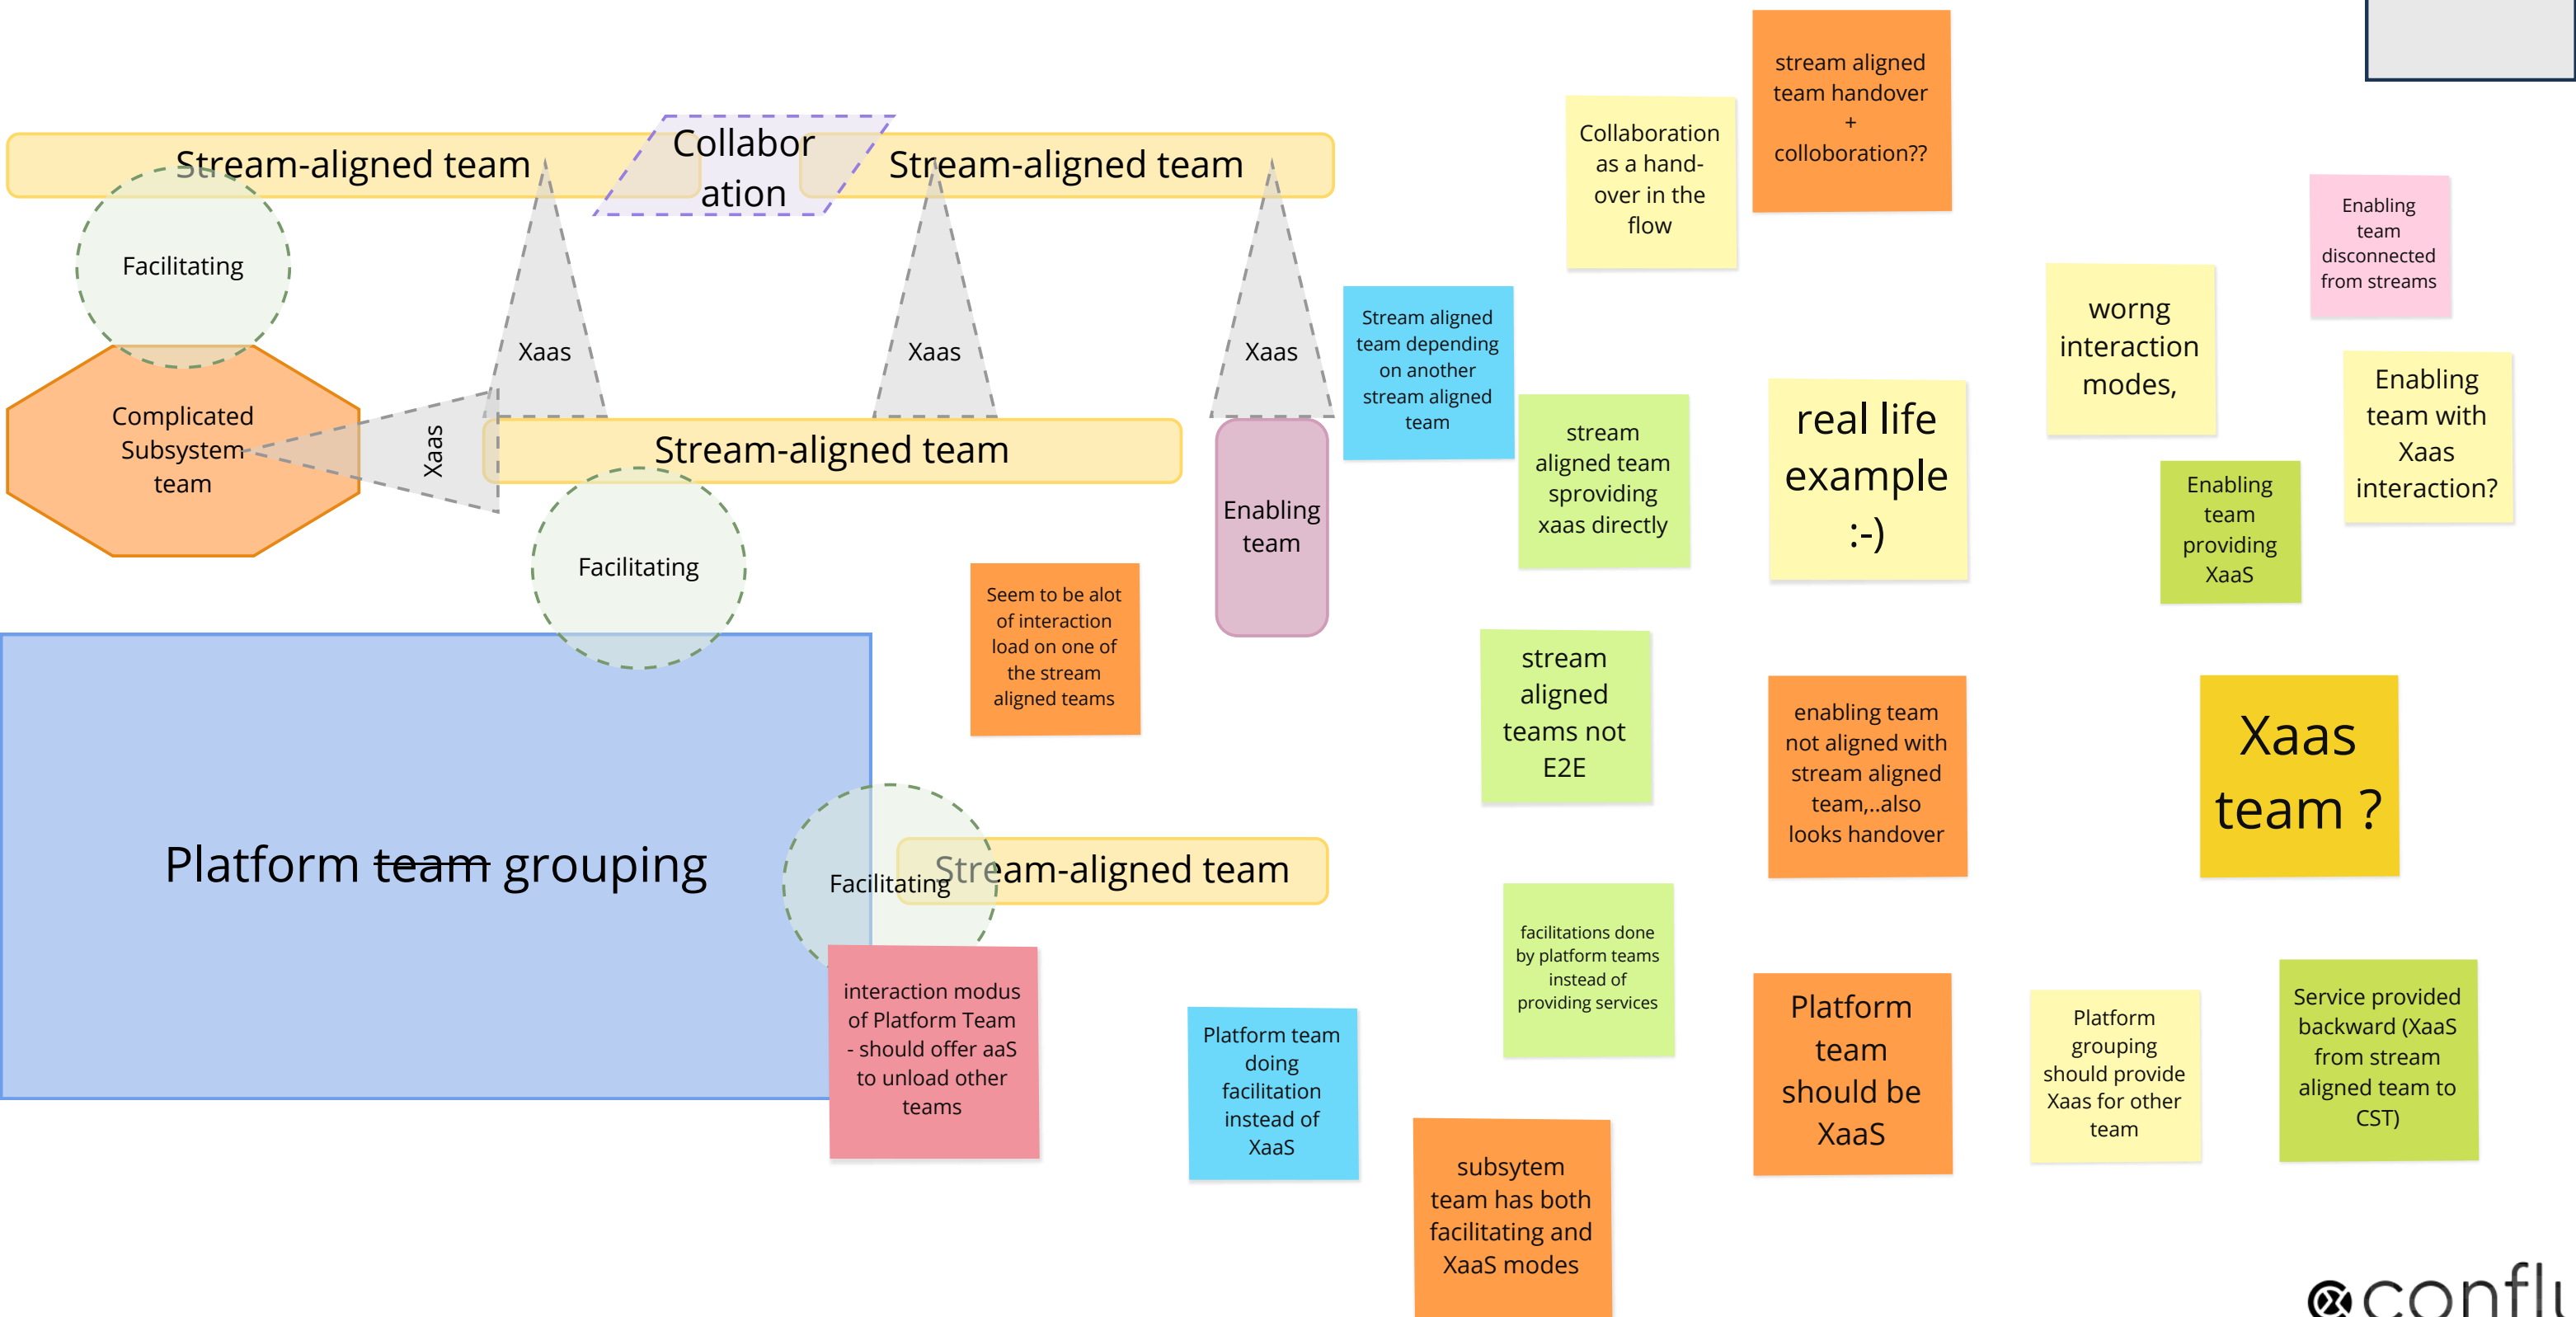 Stream-aligned team
Collabor
ation
Stream-aligned team
Facilitating
Xaas
Xaas
Xaas
Complicated
Subsystem
team
Xaas
Stream-aligned team
Enabling
team
Facilitating
Platform team grouping
Facilitating
Stream-aligned team
Collaboration
as a hand-
over in the
flow
stream aligned
team handover
+
colloboration??
Enabling
team
disconnected
from streams
Stream aligned
team depending
on another
stream aligned
team
stream
aligned team
sproviding
xaas directly
real life
example
:-)
worng
interaction
modes,
Enabling
team with
Xaas
interaction?
Enabling
team
providing
XaaS
Seem to be alot
of interaction
load on one of
the stream
aligned teams
stream
aligned
teams not
E2E
enabling team
not aligned with
stream aligned
team,..also
looks handover
Xaas
team ?
interaction modus
of Platform Team
- should offer aaS
to unload other
teams
Platform team
doing
facilitation
instead of
XaaS
facilitations done
by platform teams
instead of
providing services
subsytem
team has both
facilitating and
XaaS modes
Platform
team
should be
XaaS
Platform
grouping
should provide
Xaas for other
team
Service provided
backward (XaaS
from stream
aligned team to
CST)